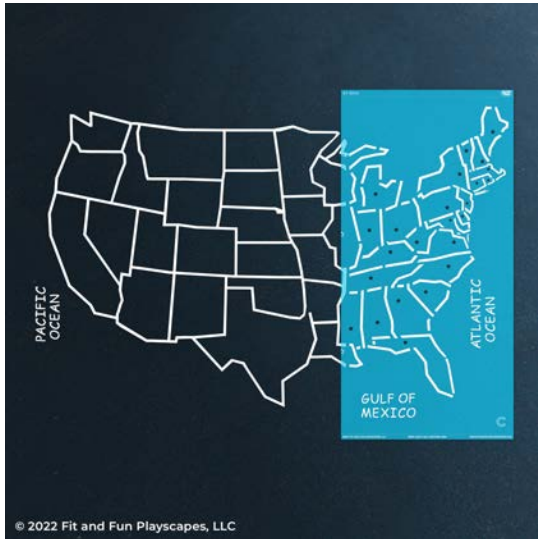 PACIFIC
OCEAN
ATLANTIC
OCEAN
GULF OF
MEXICO
© 2022 Fit and Fun Playscapes, LLC